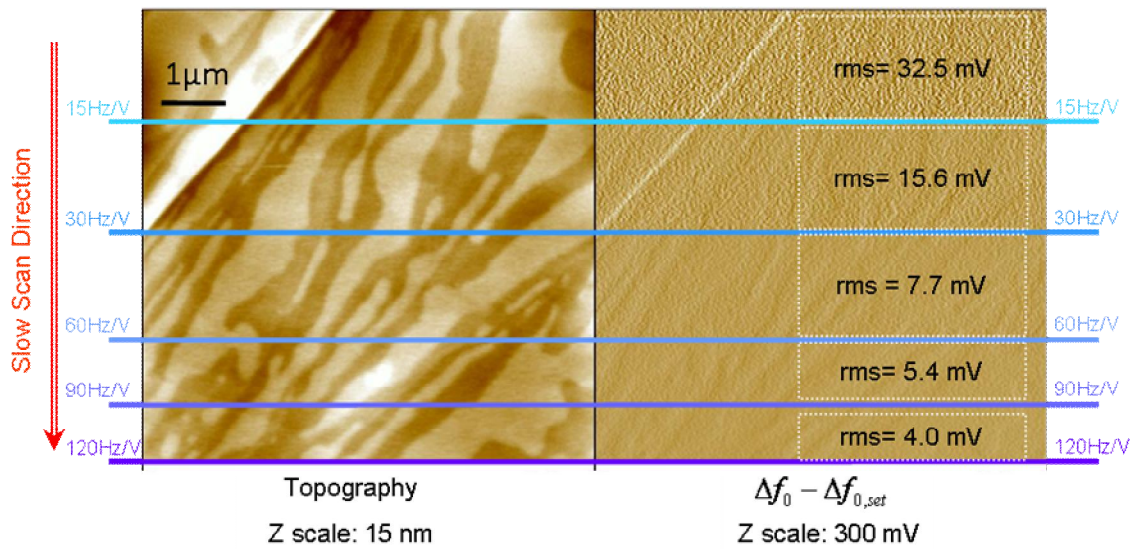 Slow Scan Direction
1μm
rms= 32.5 mV
15Hz/V
15Hz/V
rms= 15.6 mV
30Hz/V
30Hz/V
rms = 7.7 mV
60Hz/V
60Hz/V
rms= 5.4 mV
90Hz/V
90Hz/V
rms= 4.0 mV
120Hz/V
120Hz/V
Topography
Δf₀ − Δf₀,set
Z scale: 15 nm
Z scale: 300 mV